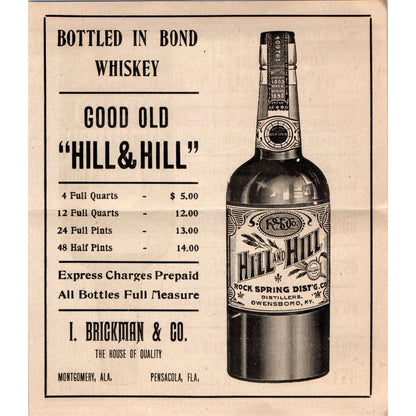 BOTTLED IN BOND
WHISKEY
GOOD OLD
"HILL & HILL"
4 Full Quarts - $ 5.00
12 Full Quarts - 12.00
24 Full Pints - 13.00
48 Half Pints - 14.00
Express Charges Prepaid
All Bottles Full Measure
I. BRICKMAN & CO.
THE HOUSE OF QUALITY
MONTGOMERY, ALA. PENSACOLA, FLA.
HILL AND HILL
ROCK SPRING DIST'G. CO.
DISTILLERS.
OWENSBORO, KY.